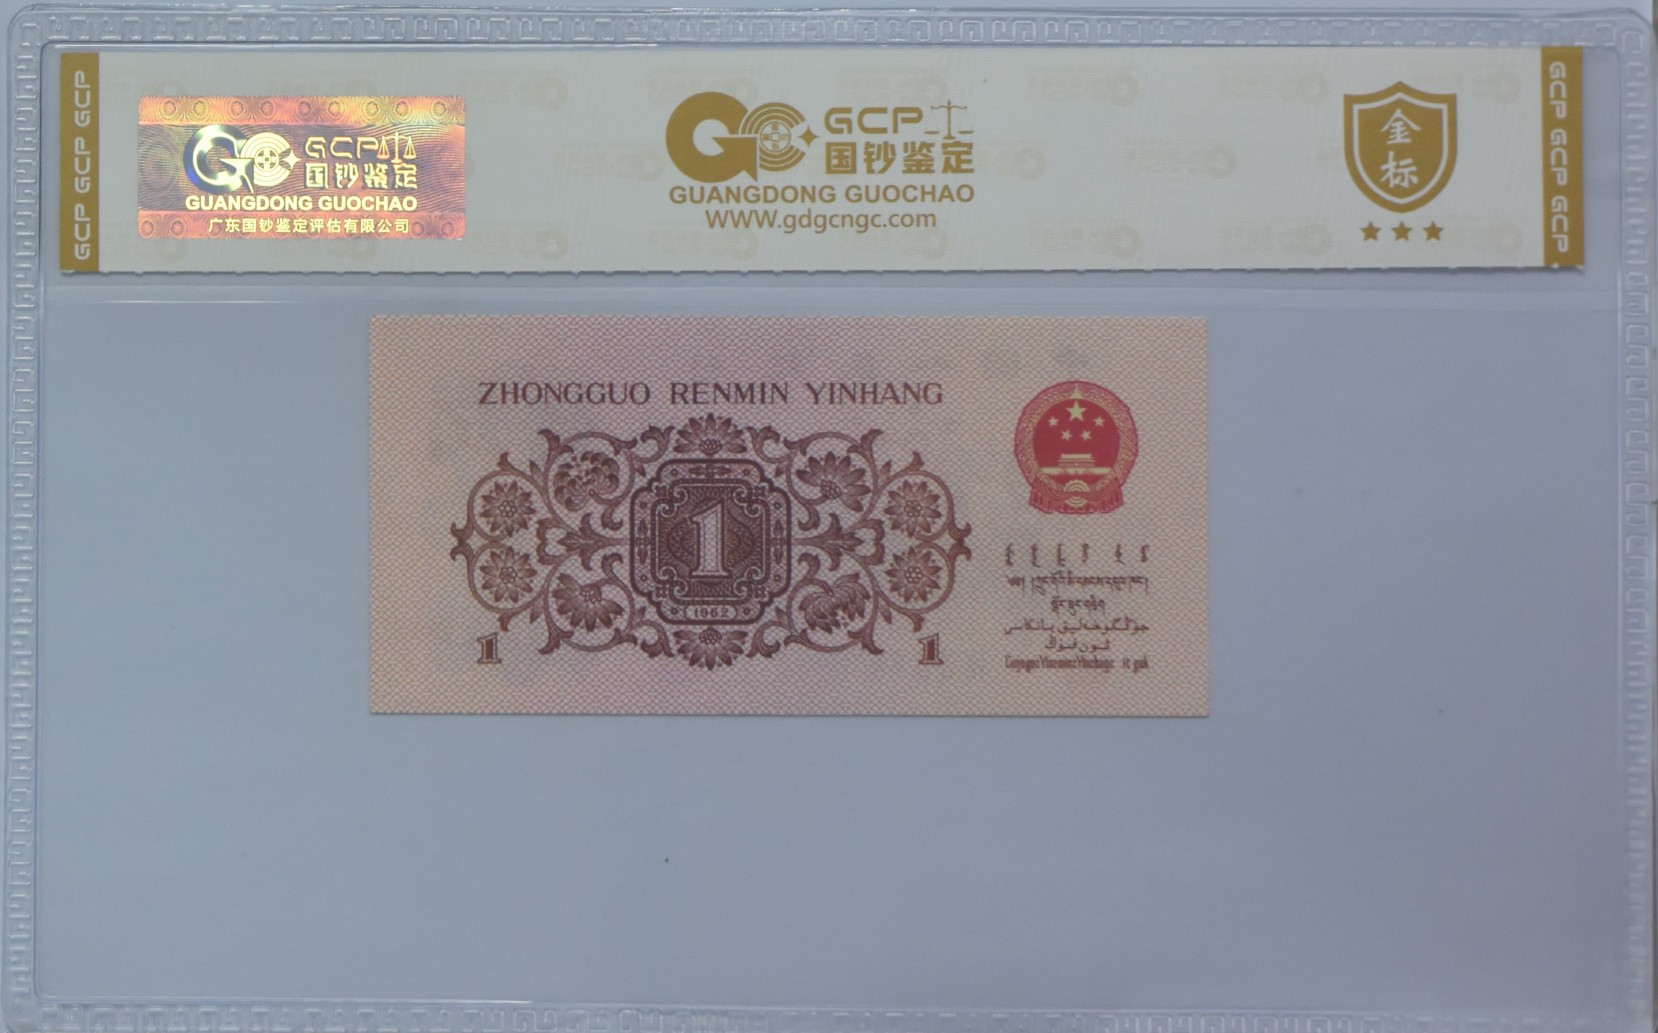 GCP GCP GCP
GCP
国钞鉴定
GUANGDONG GUOCHAO
广东国钞鉴定评估有限公司
GCP
国钞鉴定
GUANGDONG GUOCHAO
WWW.gdgcngc.com
金
标
GCP GCP GCP
ZHONGGUO RENMIN YINHANG
1
1962
1
1